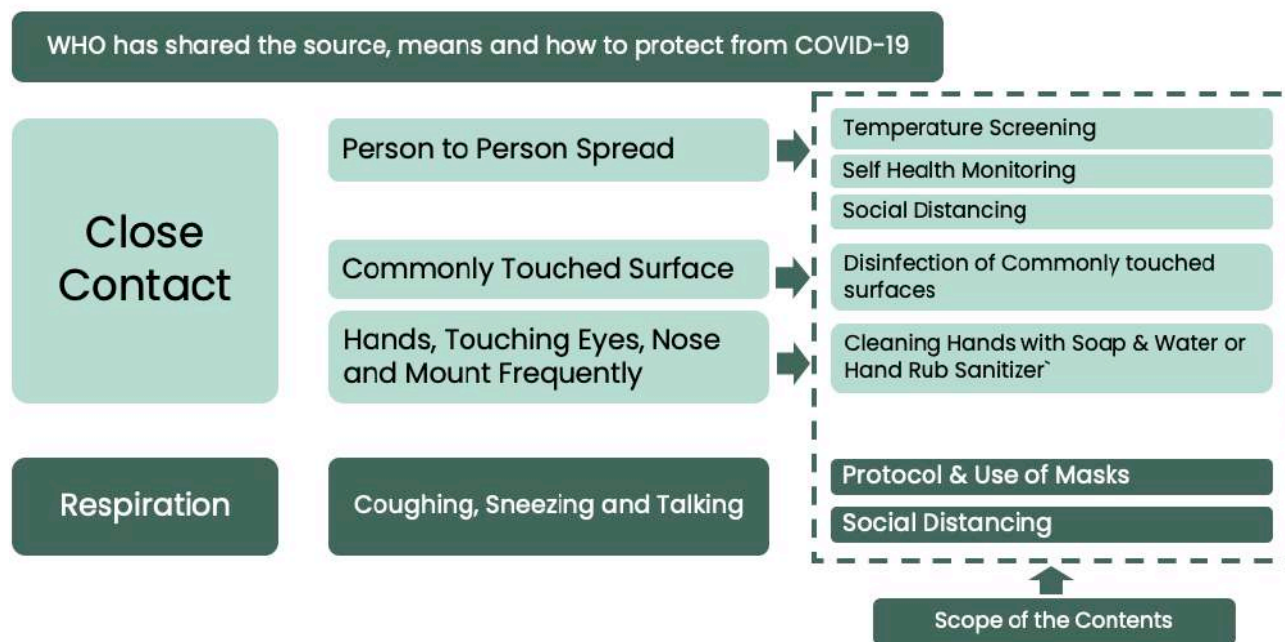 WHO has shared the source, means and how to protect from COVID-19
Close
Contact
Person to Person Spread
Temperature Screening
Self Health Monitoring
Social Distancing
Commonly Touched Surface
Disinfection of Commonly touched
surfaces
Hands, Touching Eyes, Nose
and Mount Frequently
Cleaning Hands with Soap & Water or
Hand Rub Sanitizer`
Respiration
Coughing, Sneezing and Talking
Protocol & Use of Masks
Social Distancing
Scope of the Contents